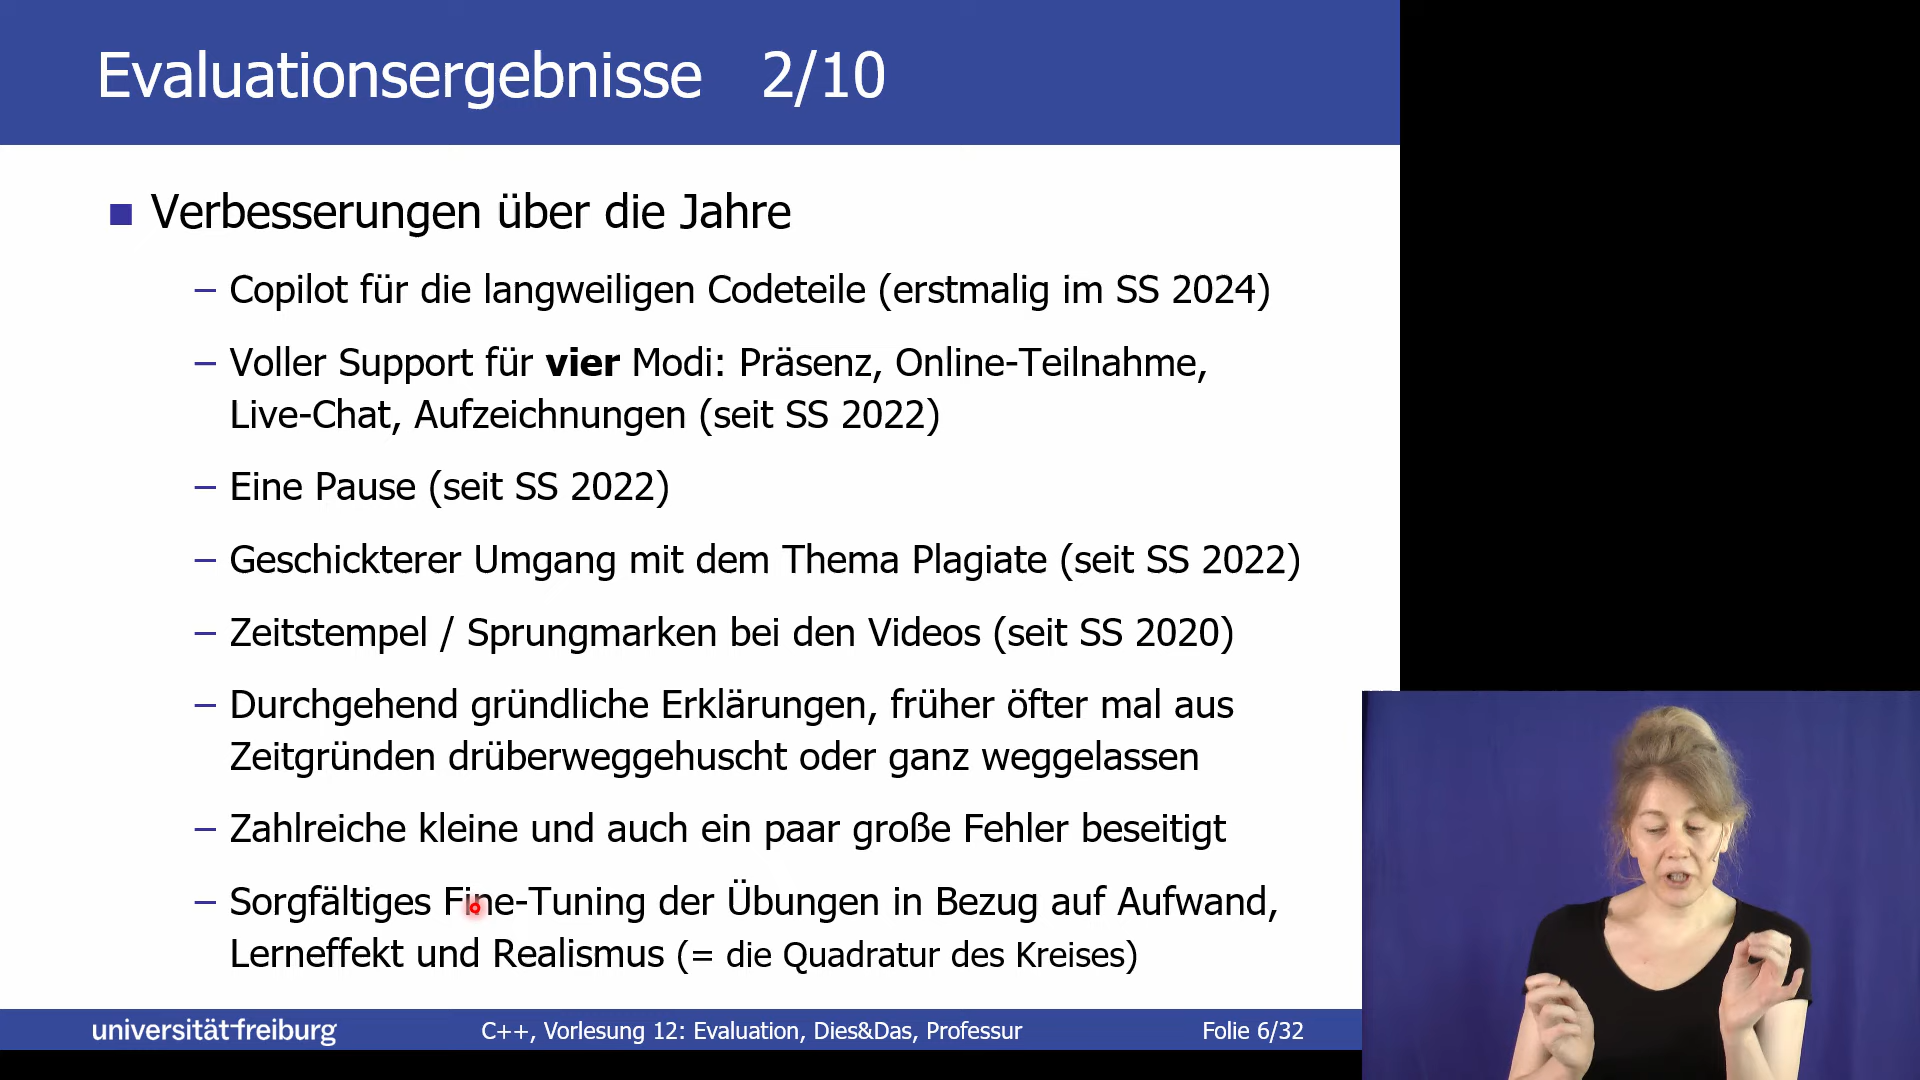 Evaluationsergebnisse 2/10
Verbesserungen über die Jahre
– Copilot für die langweiligen Codeteile (erstmalig im SS 2024)
– Voller Support für vier Modi: Präsenz, Online-Teilnahme,
Live-Chat, Aufzeichnungen (seit SS 2022)
– Eine Pause (seit SS 2022)
– Geschickterer Umgang mit dem Thema Plagiate (seit SS 2022)
– Zeitstempel / Sprungmarken bei den Videos (seit SS 2020)
– Durchgehend gründliche Erklärungen, früher öfter mal aus
Zeitgründen drüberweggehuscht oder ganz weggelassen
– Zahlreiche kleine und auch ein paar große Fehler beseitigt
– Sorgfältiges Fine-Tuning der Übungen in Bezug auf Aufwand,
Lerneffekt und Realismus (= die Quadratur des Kreises)
universität freiburg
C++, Vorlesung 12: Evaluation, Dies&Das, Professur
Folie 6/32